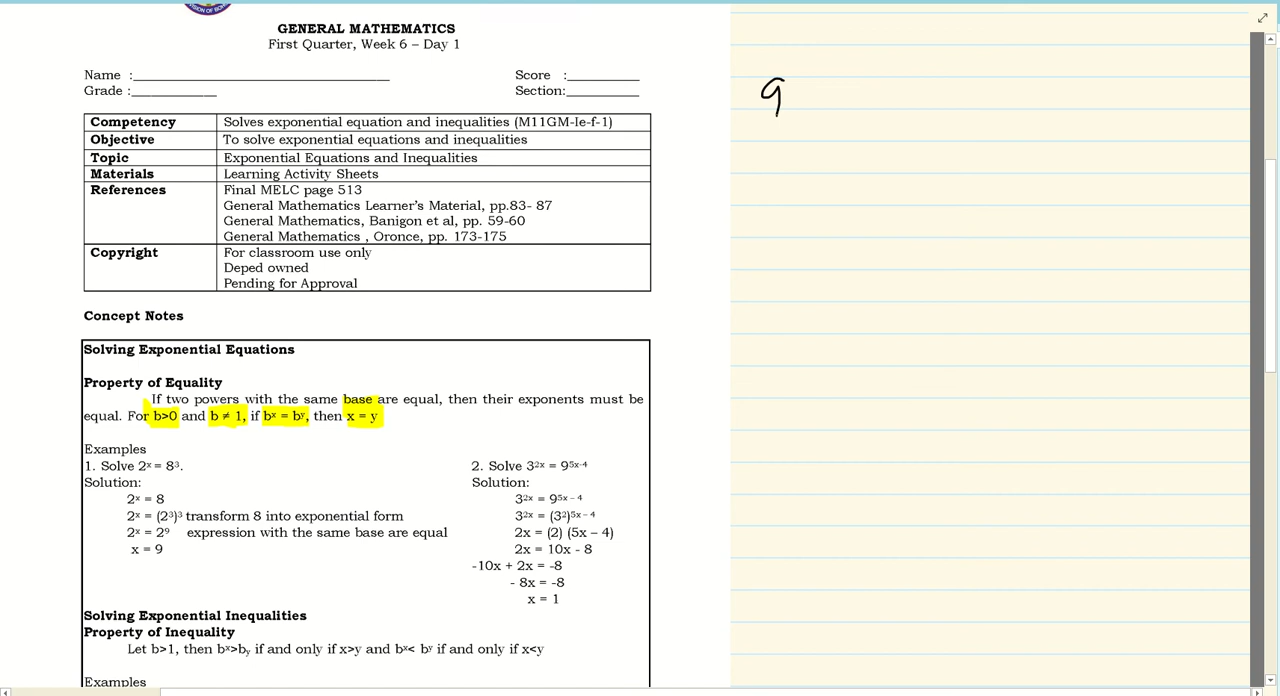 GENERAL MATHEMATICS
First Quarter, Week 6 – Day 1
Name :____________________ Score :__________
Grade :____________ Section:__________
Competency Solves exponential equation and inequalities (M11GM-Ie-f-1)
Objective To solve exponential equations and inequalities
Topic Exponential Equations and Inequalities
Materials Learning Activity Sheets
References Final MELC page 513
General Mathematics Learner's Material, pp.83- 87
General Mathematics, Banigon et al, pp. 59-60
General Mathematics , Oronce, pp. 173-175
Copyright For classroom use only
Deped owned
Pending for Approval
Concept Notes
Solving Exponential Equations
Property of Equality
If two powers with the same base are equal, then their exponents must be
equal. For b>0 and b ≠ 1, if bˣ = bʸ, then x = y
Examples
1. Solve 2ˣ = 8³.
Solution:
2ˣ = 8
2ˣ = (2³)³ transform 8 into exponential form
2ˣ = 2⁹ expression with the same base are equal
x = 9
2. Solve 3²ˣ = 9⁵ˣ⁻⁴
Solution:
3²ˣ = 9⁵ˣ ⁻ ⁴
3²ˣ = (3²)⁵ˣ ⁻ ⁴
2x = (2) (5x – 4)
2x = 10x - 8
-10x + 2x = -8
- 8x = -8
x = 1
Solving Exponential Inequalities
Property of Inequality
Let b>1, then bˣ>by if and only if x>y and bˣ< bʸ if and only if x<y
Examples
9